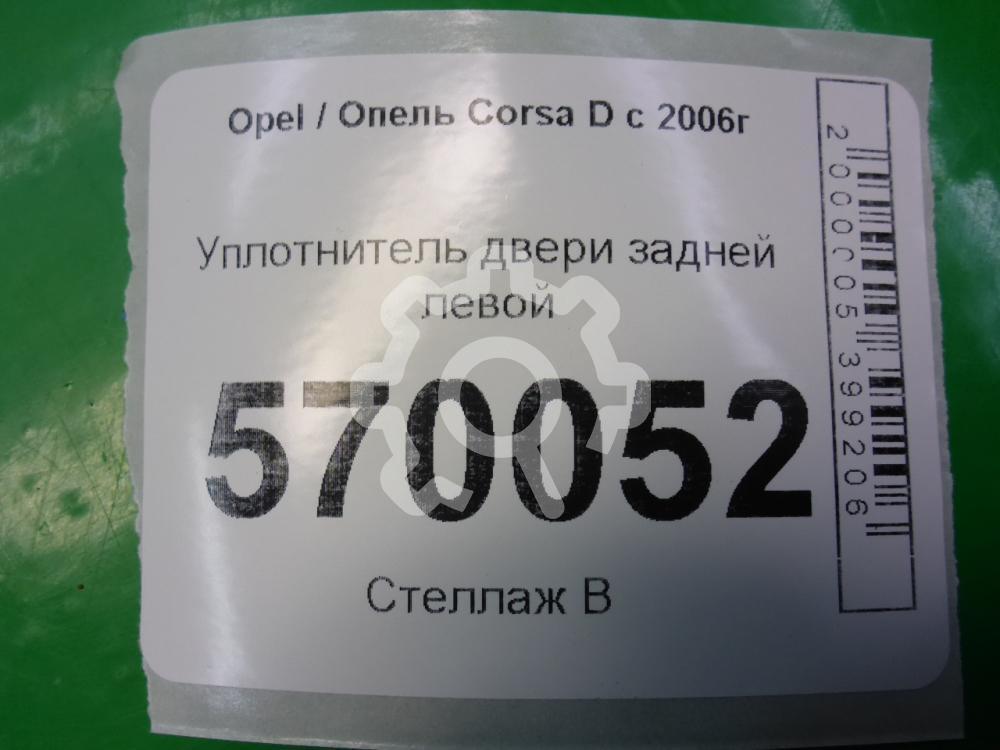 Opel / Опель Corsa D с 2006г
Уплотнитель двери задней
левой
570052
Стеллаж В
2000005399206